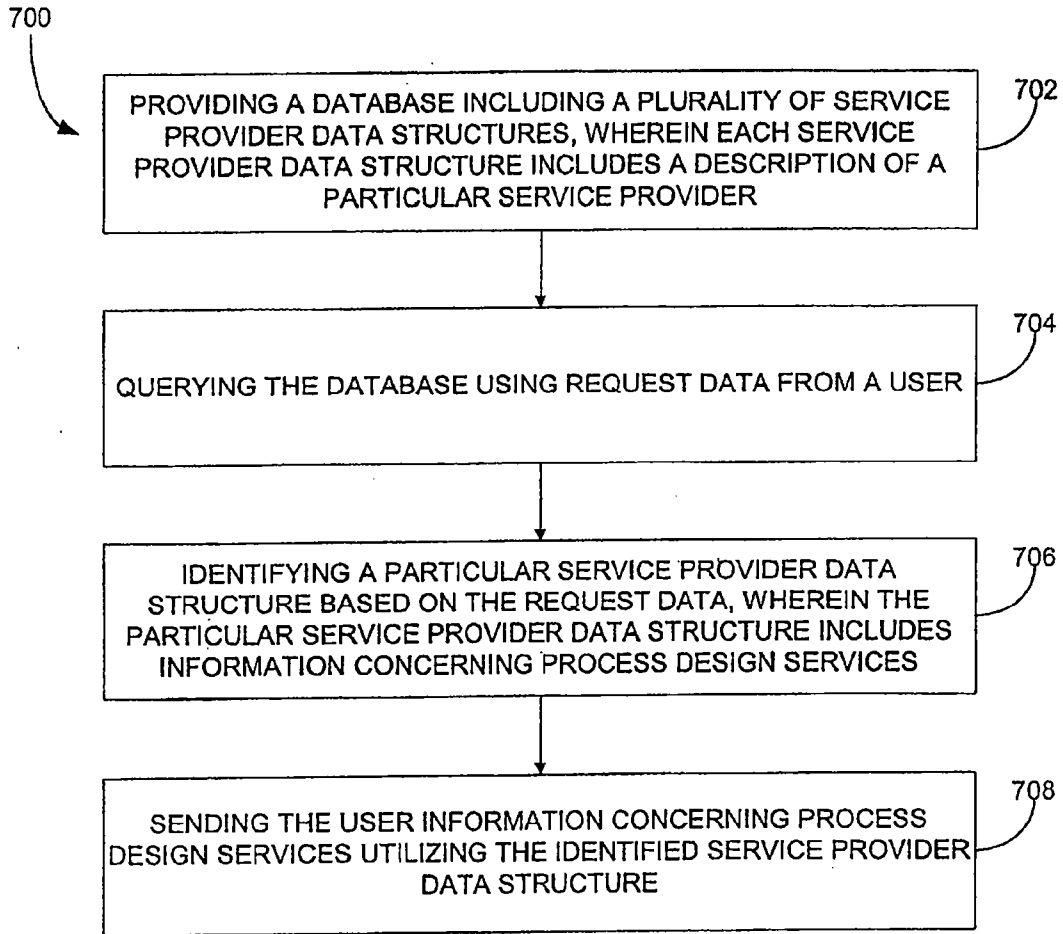 700
PROVIDING A DATABASE INCLUDING A PLURALITY OF SERVICE
PROVIDER DATA STRUCTURES, WHEREIN EACH SERVICE
PROVIDER DATA STRUCTURE INCLUDES A DESCRIPTION OF A
PARTICULAR SERVICE PROVIDER
702
QUERYING THE DATABASE USING REQUEST DATA FROM A USER
704
IDENTIFYING A PARTICULAR SERVICE PROVIDER DATA
STRUCTURE BASED ON THE REQUEST DATA, WHEREIN THE
PARTICULAR SERVICE PROVIDER DATA STRUCTURE INCLUDES
INFORMATION CONCERNING PROCESS DESIGN SERVICES
706
SENDING THE USER INFORMATION CONCERNING PROCESS
DESIGN SERVICES UTILIZING THE IDENTIFIED SERVICE PROVIDER
DATA STRUCTURE
708